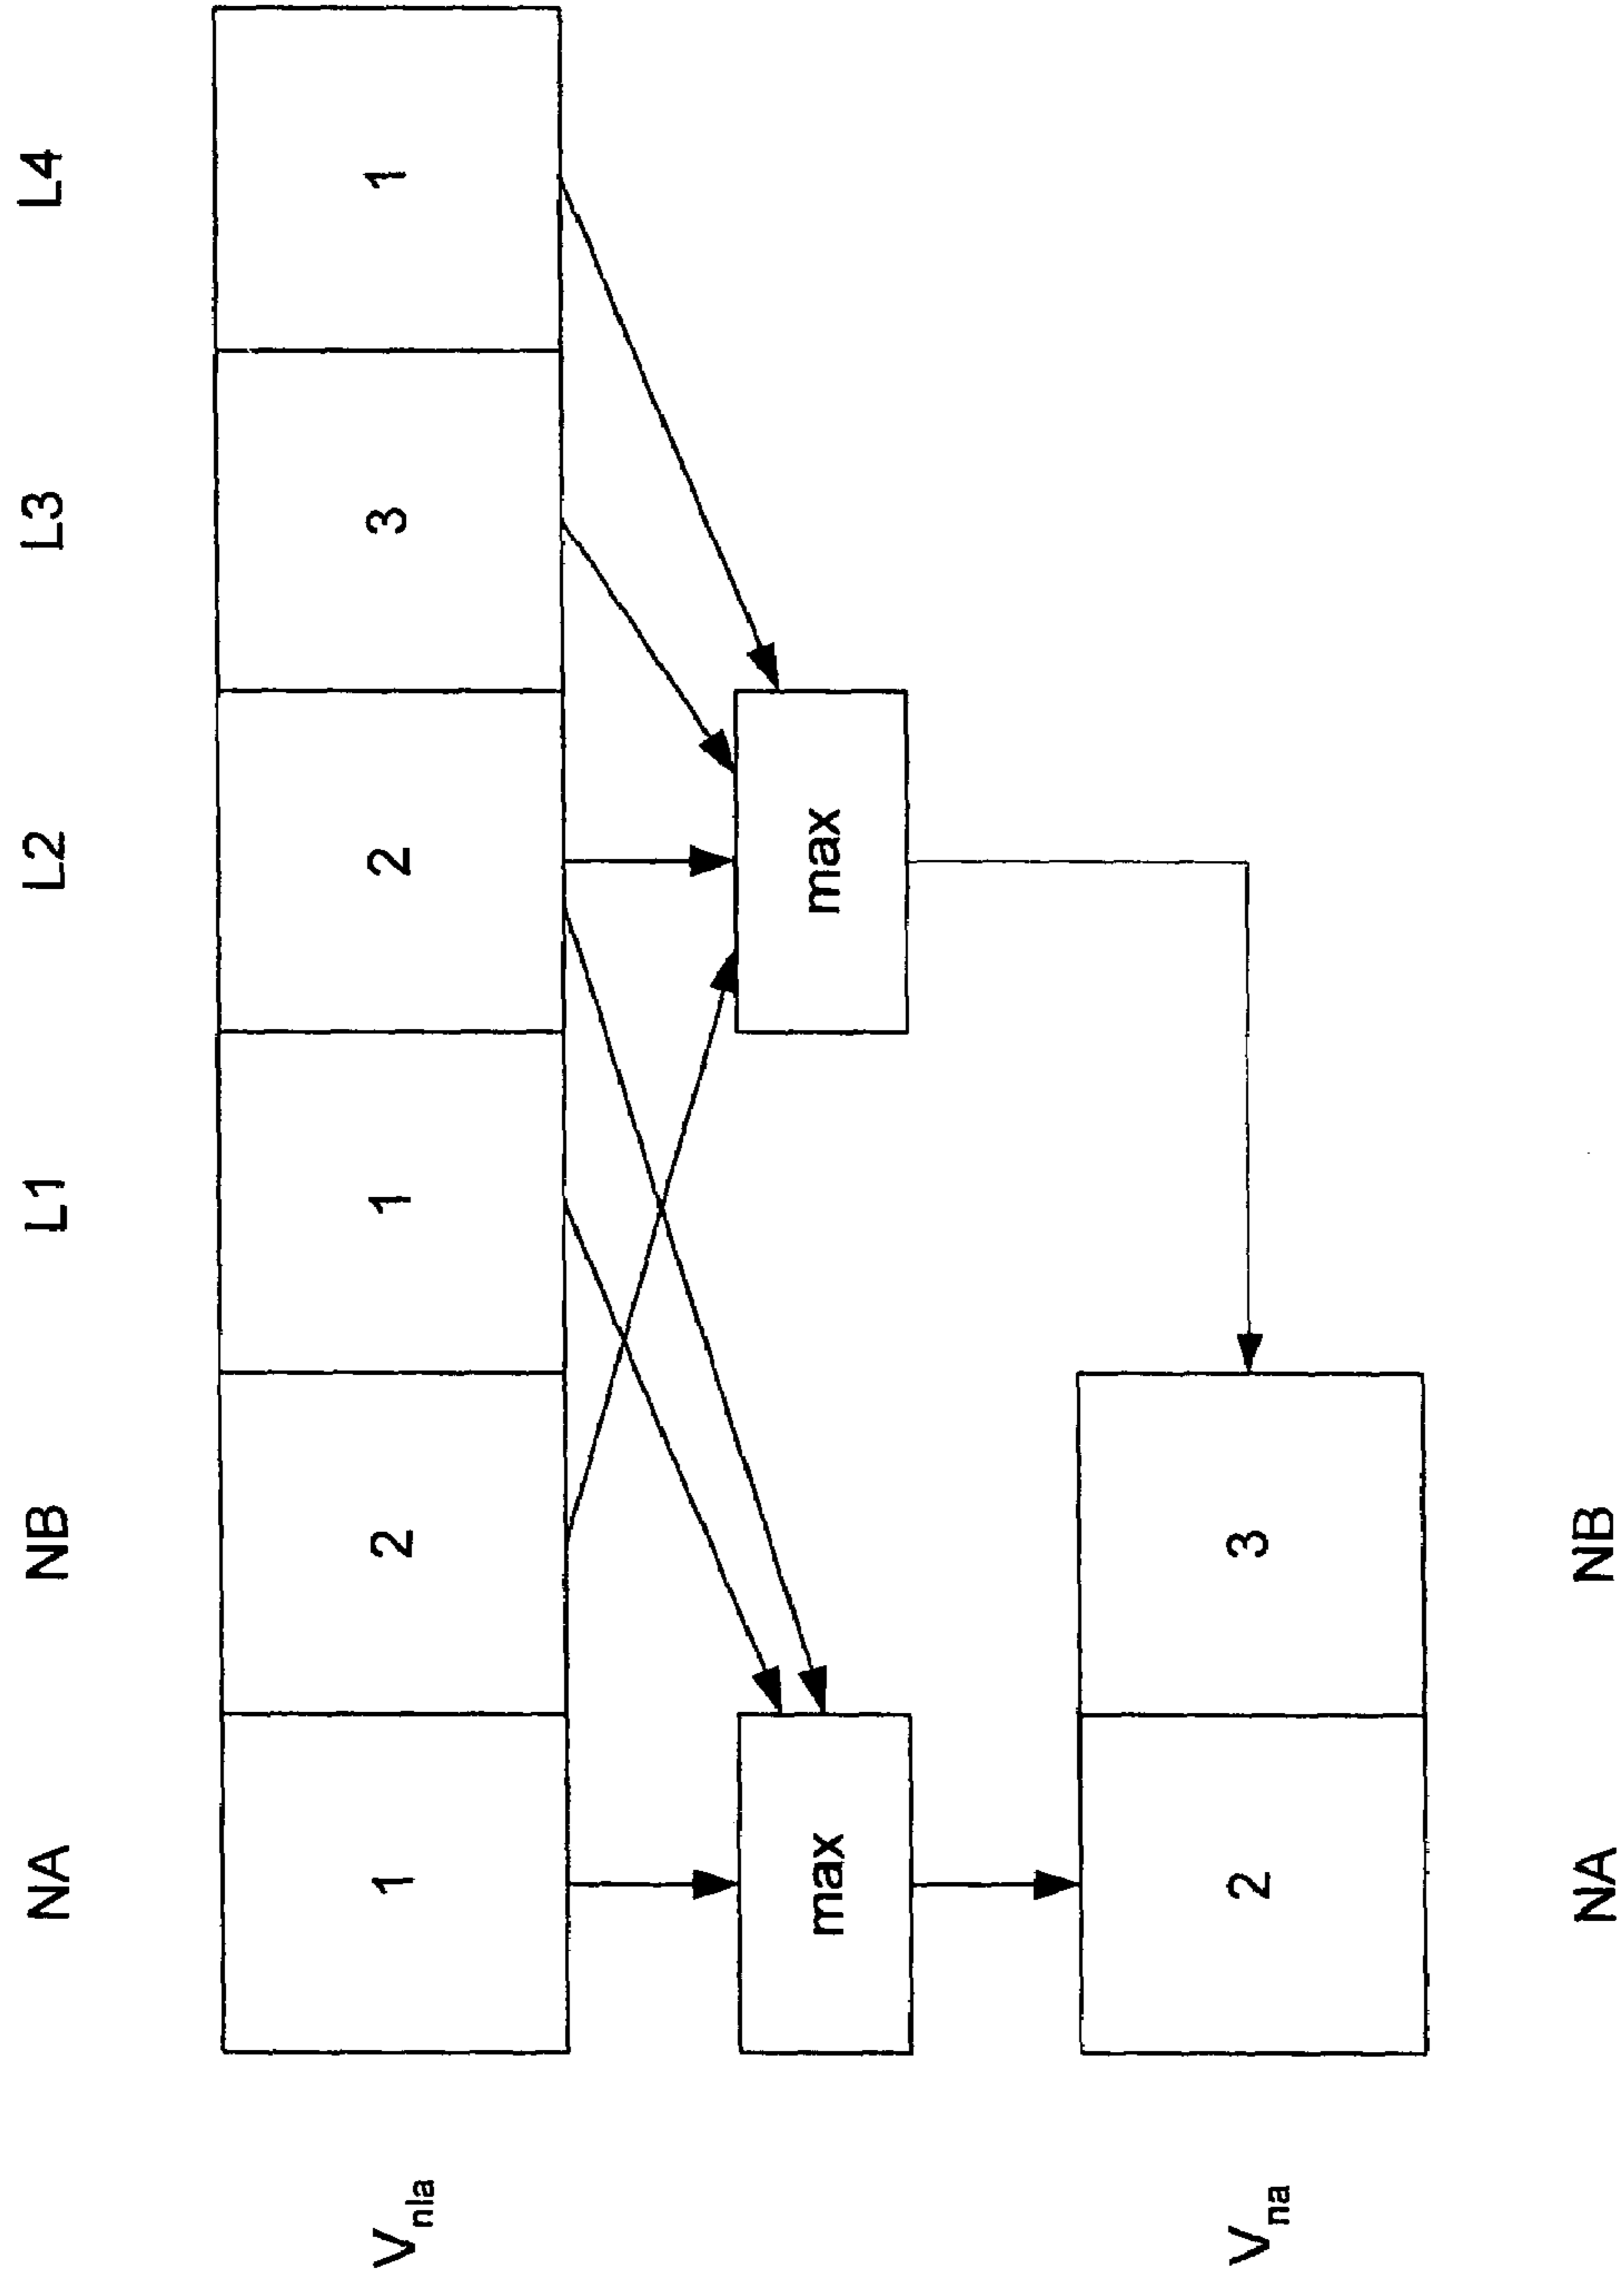 NA NB L1 L2 L3 L4
V_nla 1 2 1 2 3 1
max max
V_na 2 3
NA NB